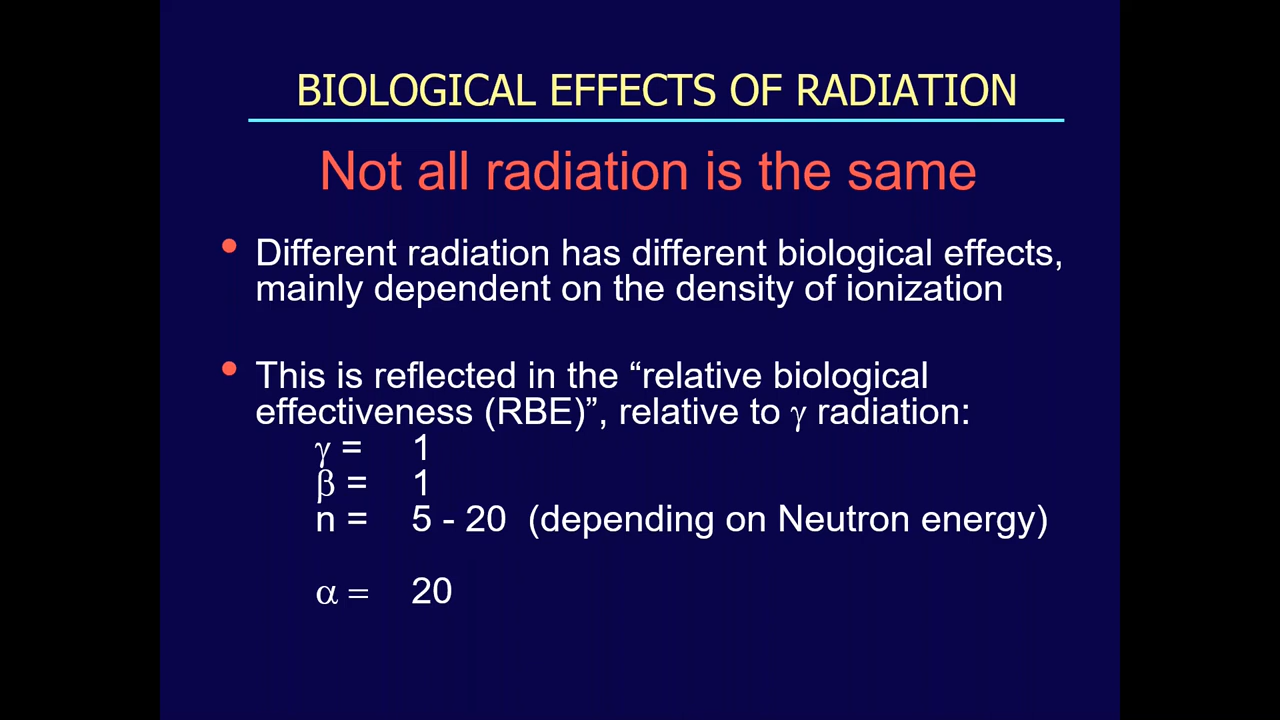 BIOLOGICAL EFFECTS OF RADIATION
Not all radiation is the same
• Different radiation has different biological effects,
mainly dependent on the density of ionization
• This is reflected in the “relative biological
effectiveness (RBE)”, relative to γ radiation:
γ = 1
β = 1
n = 5 - 20 (depending on Neutron energy)
α = 20